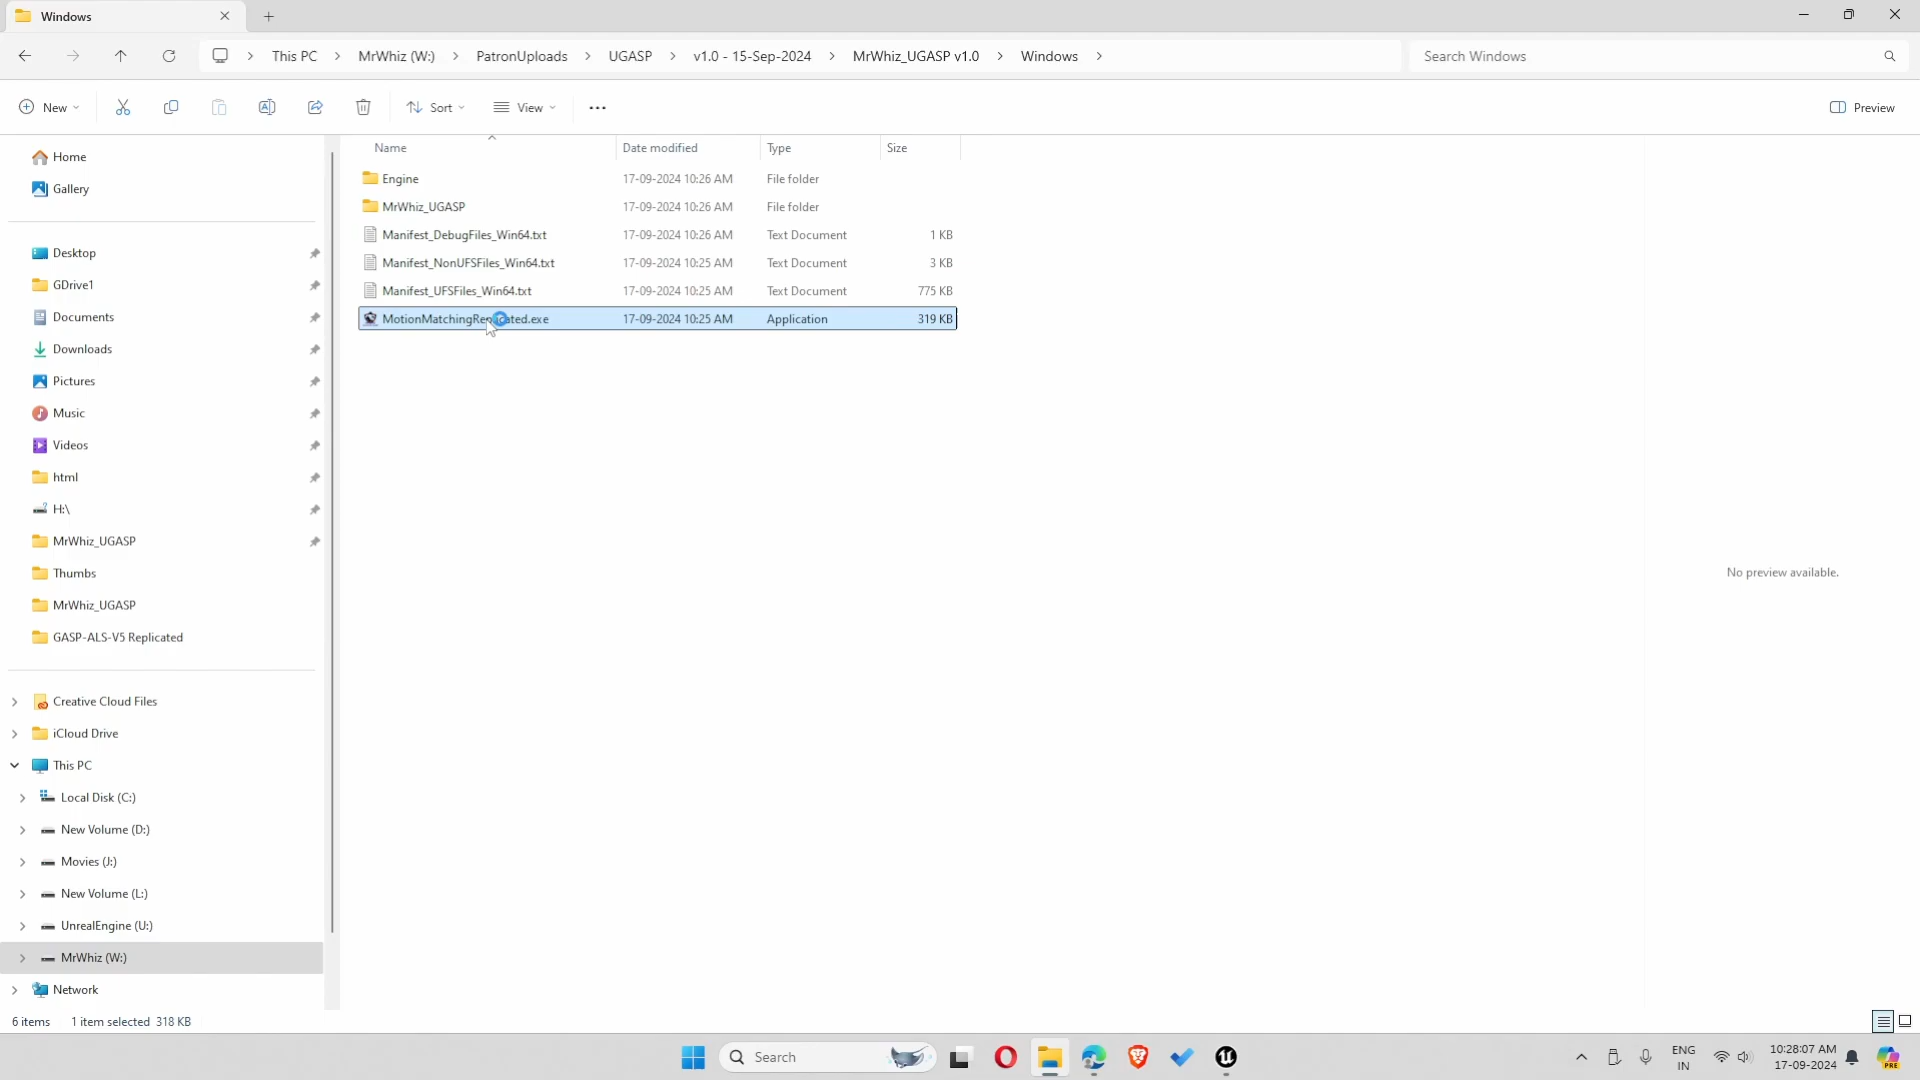 Windows
This PC > MrWhiz (W:) > PatronUploads > UGASP > v1.0 - 15-Sep-2024 > MrWhiz_UGASP v1.0 > Windows >
Search Windows
New
Sort
View
Preview
Home
Gallery
Desktop
GDrive1
Documents
Downloads
Pictures
Music
Videos
html
H:\
MrWhiz_UGASP
Thumbs
MrWhiz_UGASP
GASP-ALS-V5 Replicated
Creative Cloud Files
iCloud Drive
This PC
Local Disk (C:)
New Volume (D:)
Movies (J:)
New Volume (L:)
UnrealEngine (U:)
MrWhiz (W:)
Network
Name Date modified Type Size
Engine 17-09-2024 10:26 AM File folder
MrWhiz_UGASP 17-09-2024 10:26 AM File folder
Manifest_DebugFiles_Win64.txt 17-09-2024 10:26 AM Text Document 1 KB
Manifest_NonUFSFiles_Win64.txt 17-09-2024 10:25 AM Text Document 3 KB
Manifest_UFSFiles_Win64.txt 17-09-2024 10:25 AM Text Document 775 KB
MotionMatchingReplicated.exe 17-09-2024 10:25 AM Application 319 KB
No preview available.
6 items 1 item selected 318 KB
Search
ENG
IN
10:28:07 AM
17-09-2024
PRE